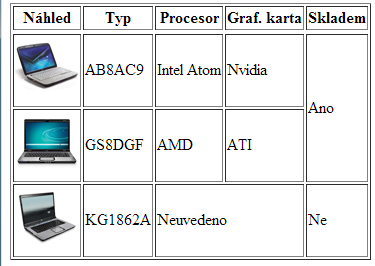 Náhled Typ Procesor Graf. karta Skladem
AB8AC9 Intel Atom Nvidia
Ano
GS8DGF AMD ATI
KG1862A Neuvedeno Ne